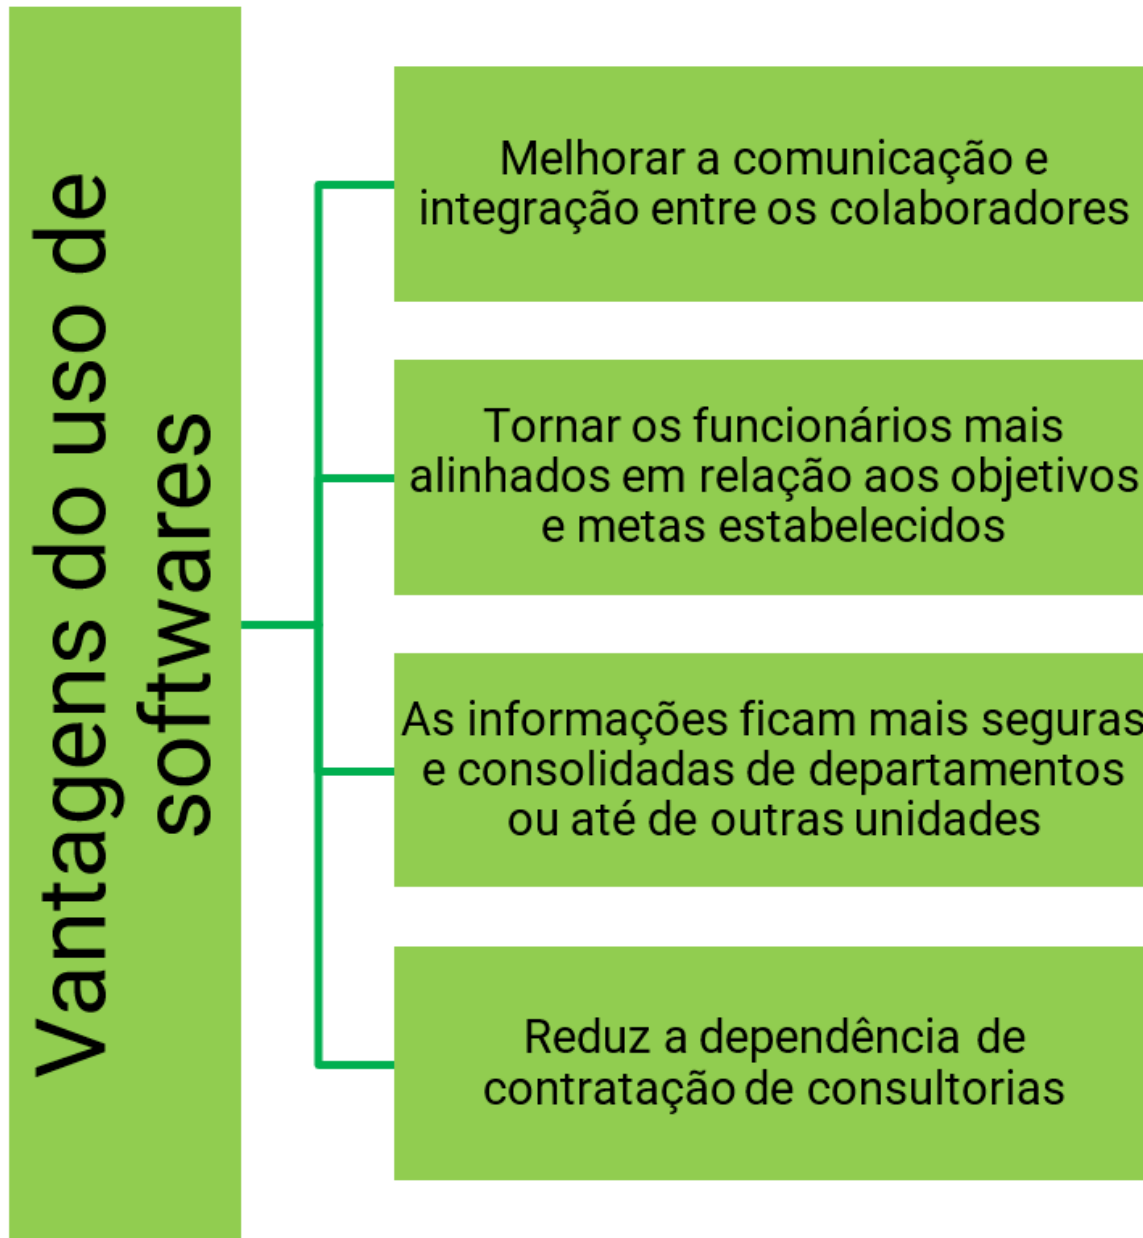 Vantagens do uso de
softwares
Melhorar a comunicação e
integração entre os colaboradores
Tornar os funcionários mais
alinhados em relação aos objetivos
e metas estabelecidos
As informações ficam mais seguras
e consolidadas de departamentos
ou até de outras unidades
Reduz a dependência de
contratação de consultorias